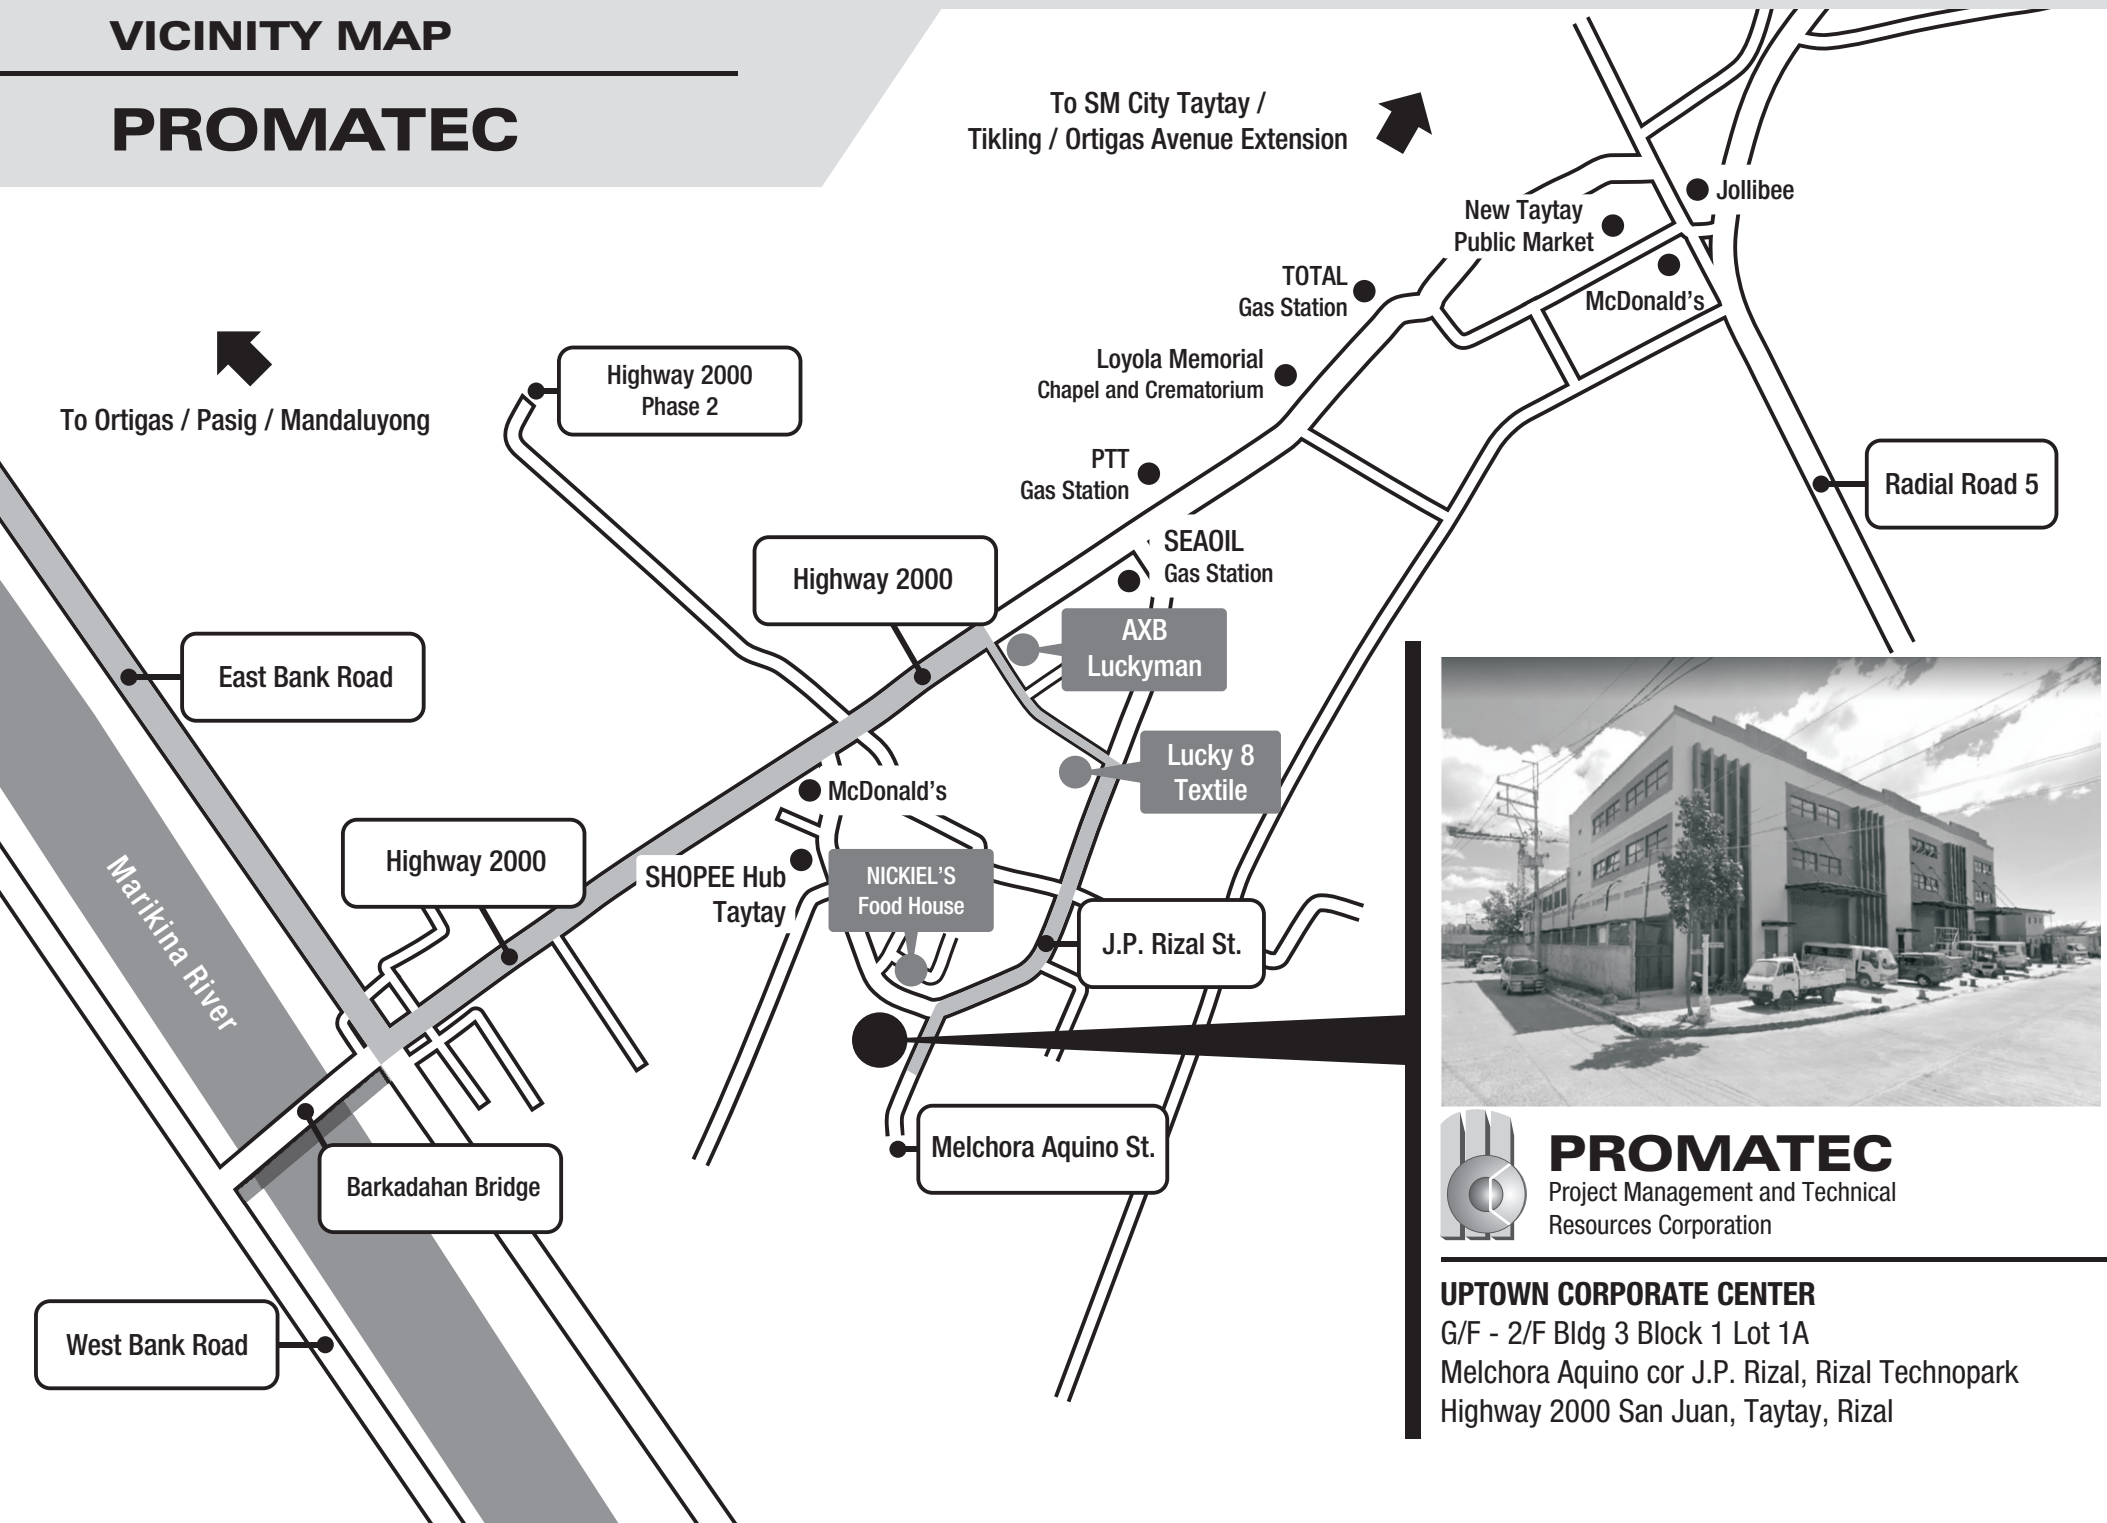 VICINITY MAP
PROMATEC
To SM City Taytay /
Tikling / Ortigas Avenue Extension
Jollibee
New Taytay
Public Market
McDonald's
TOTAL
Gas Station
Loyola Memorial
Chapel and Crematorium
Highway 2000
Phase 2
To Ortigas / Pasig / Mandaluyong
PTT
Gas Station
Radial Road 5
SEAOIL
Gas Station
Highway 2000
AXB
Luckyman
East Bank Road
Lucky 8
Textile
McDonald's
Highway 2000
SHOPEE Hub
Taytay
NICKIEL'S
Food House
J.P. Rizal St.
Marikina River
Melchora Aquino St.
Barkadahan Bridge
West Bank Road
PROMATEC
Project Management and Technical
Resources Corporation
UPTOWN CORPORATE CENTER
G/F - 2/F Bldg 3 Block 1 Lot 1A
Melchora Aquino cor J.P. Rizal, Rizal Technopark
Highway 2000 San Juan, Taytay, Rizal